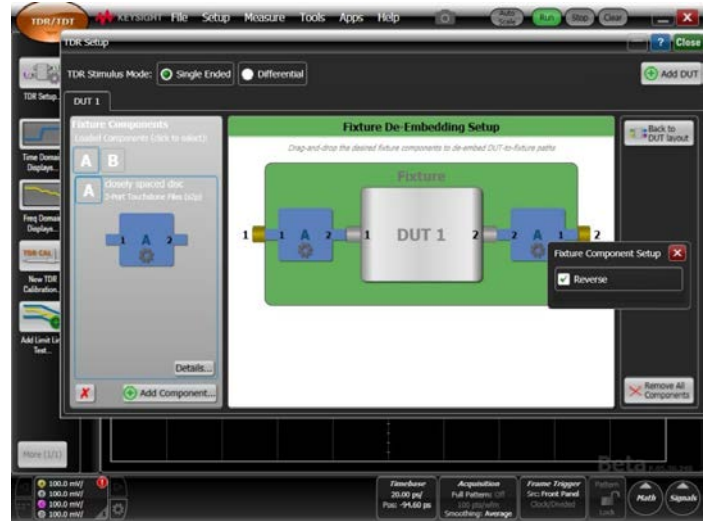 TDR/TDT
KEYSIGHT File Setup Measure Tools Apps Help
Auto Scale
Run
Stop
Clear
TDR Setup
? Close
TDR Stimulus Mode: Single Ended Differential
Add DUT
TDR Setup...
DUT 1
Fixture Components
Loaded Components (click to select):
A B
A closely spaced disc
2-Port Touchstone Files (s2p)
1 A 2
Details...
Add Component...
Fixture De-Embedding Setup
Drag-and-drop the desired fixture components to de-embed DUT-to-fixture paths
Fixture
1 1 A 2 1 DUT 1 2 2 A 1 2
Back to DUT layout
Fixture Component Setup
Reverse
Remove All Components
Time Domain Displays...
Freq Domain Displays...
TDR CAL
New TDR Calibration...
Add Limit Line Test...
More (1/1)
Beta
100.0 mV/
100.0 mV/
100.0 mV/
100.0 mV/
Timebase
20.00 ps/
Pos: -94.60 ps
Acquisition
Full Pattern: Off
100 pts/wfm
Smoothing: Average
Frame Trigger
Src: Front Panel
Clock/Divided
Pattern
Lock
Math
Signals